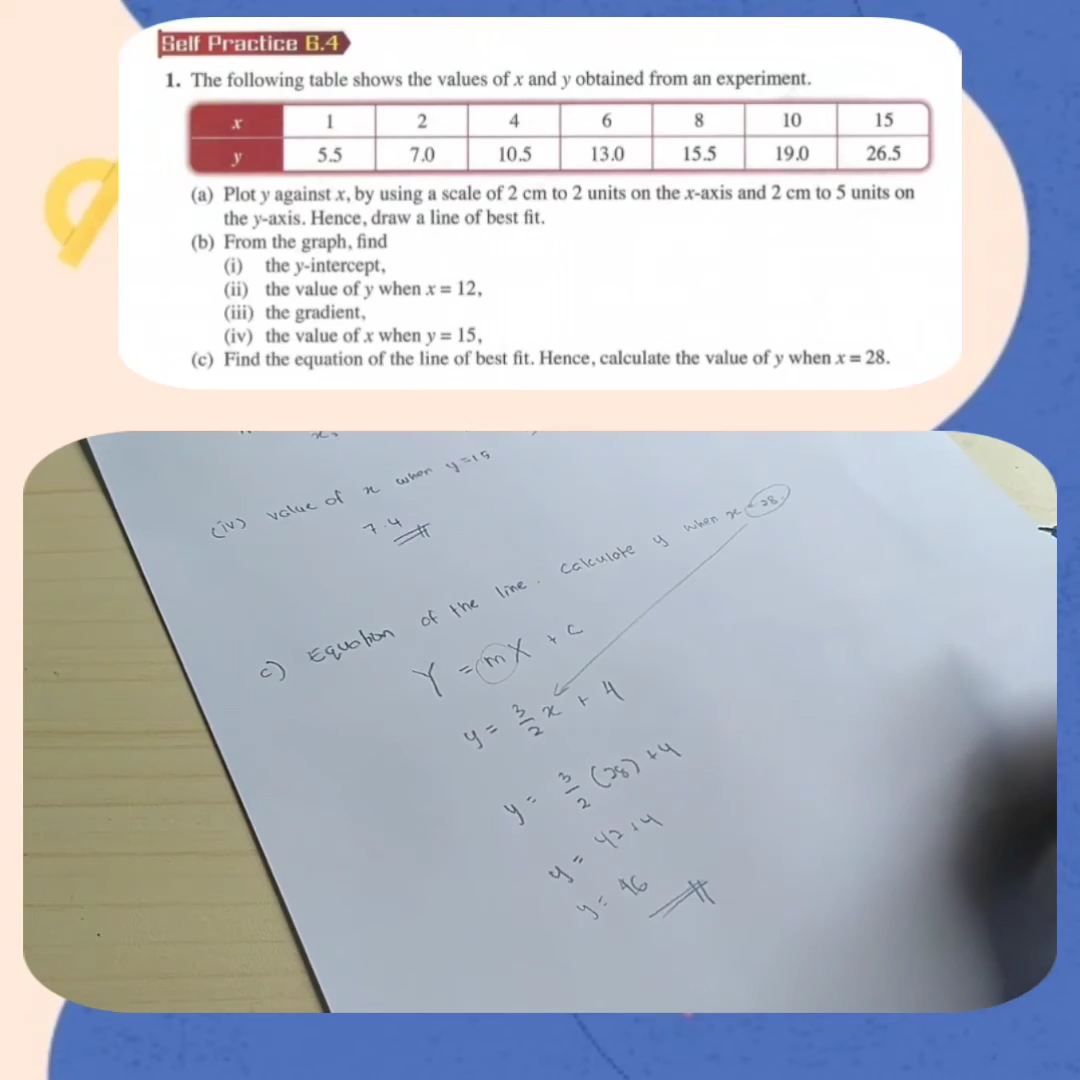 Self Practice 6.4
1. The following table shows the values of x and y obtained from an experiment.
x 1 2 4 6 8 10 15
y 5.5 7.0 10.5 13.0 15.5 19.0 26.5
(a) Plot y against x, by using a scale of 2 cm to 2 units on the x-axis and 2 cm to 5 units on
the y-axis. Hence, draw a line of best fit.
(b) From the graph, find
(i) the y-intercept,
(ii) the value of y when x = 12,
(iii) the gradient,
(iv) the value of x when y = 15,
(c) Find the equation of the line of best fit. Hence, calculate the value of y when x = 28.
(iv) value of x when y = 15
7.4
c) Equation of the line. Calculate y when x = 28.
Y = mX + c
y = 3/2 x + 4
y = 3/2 (28) + 4
y = 42 + 4
y = 46